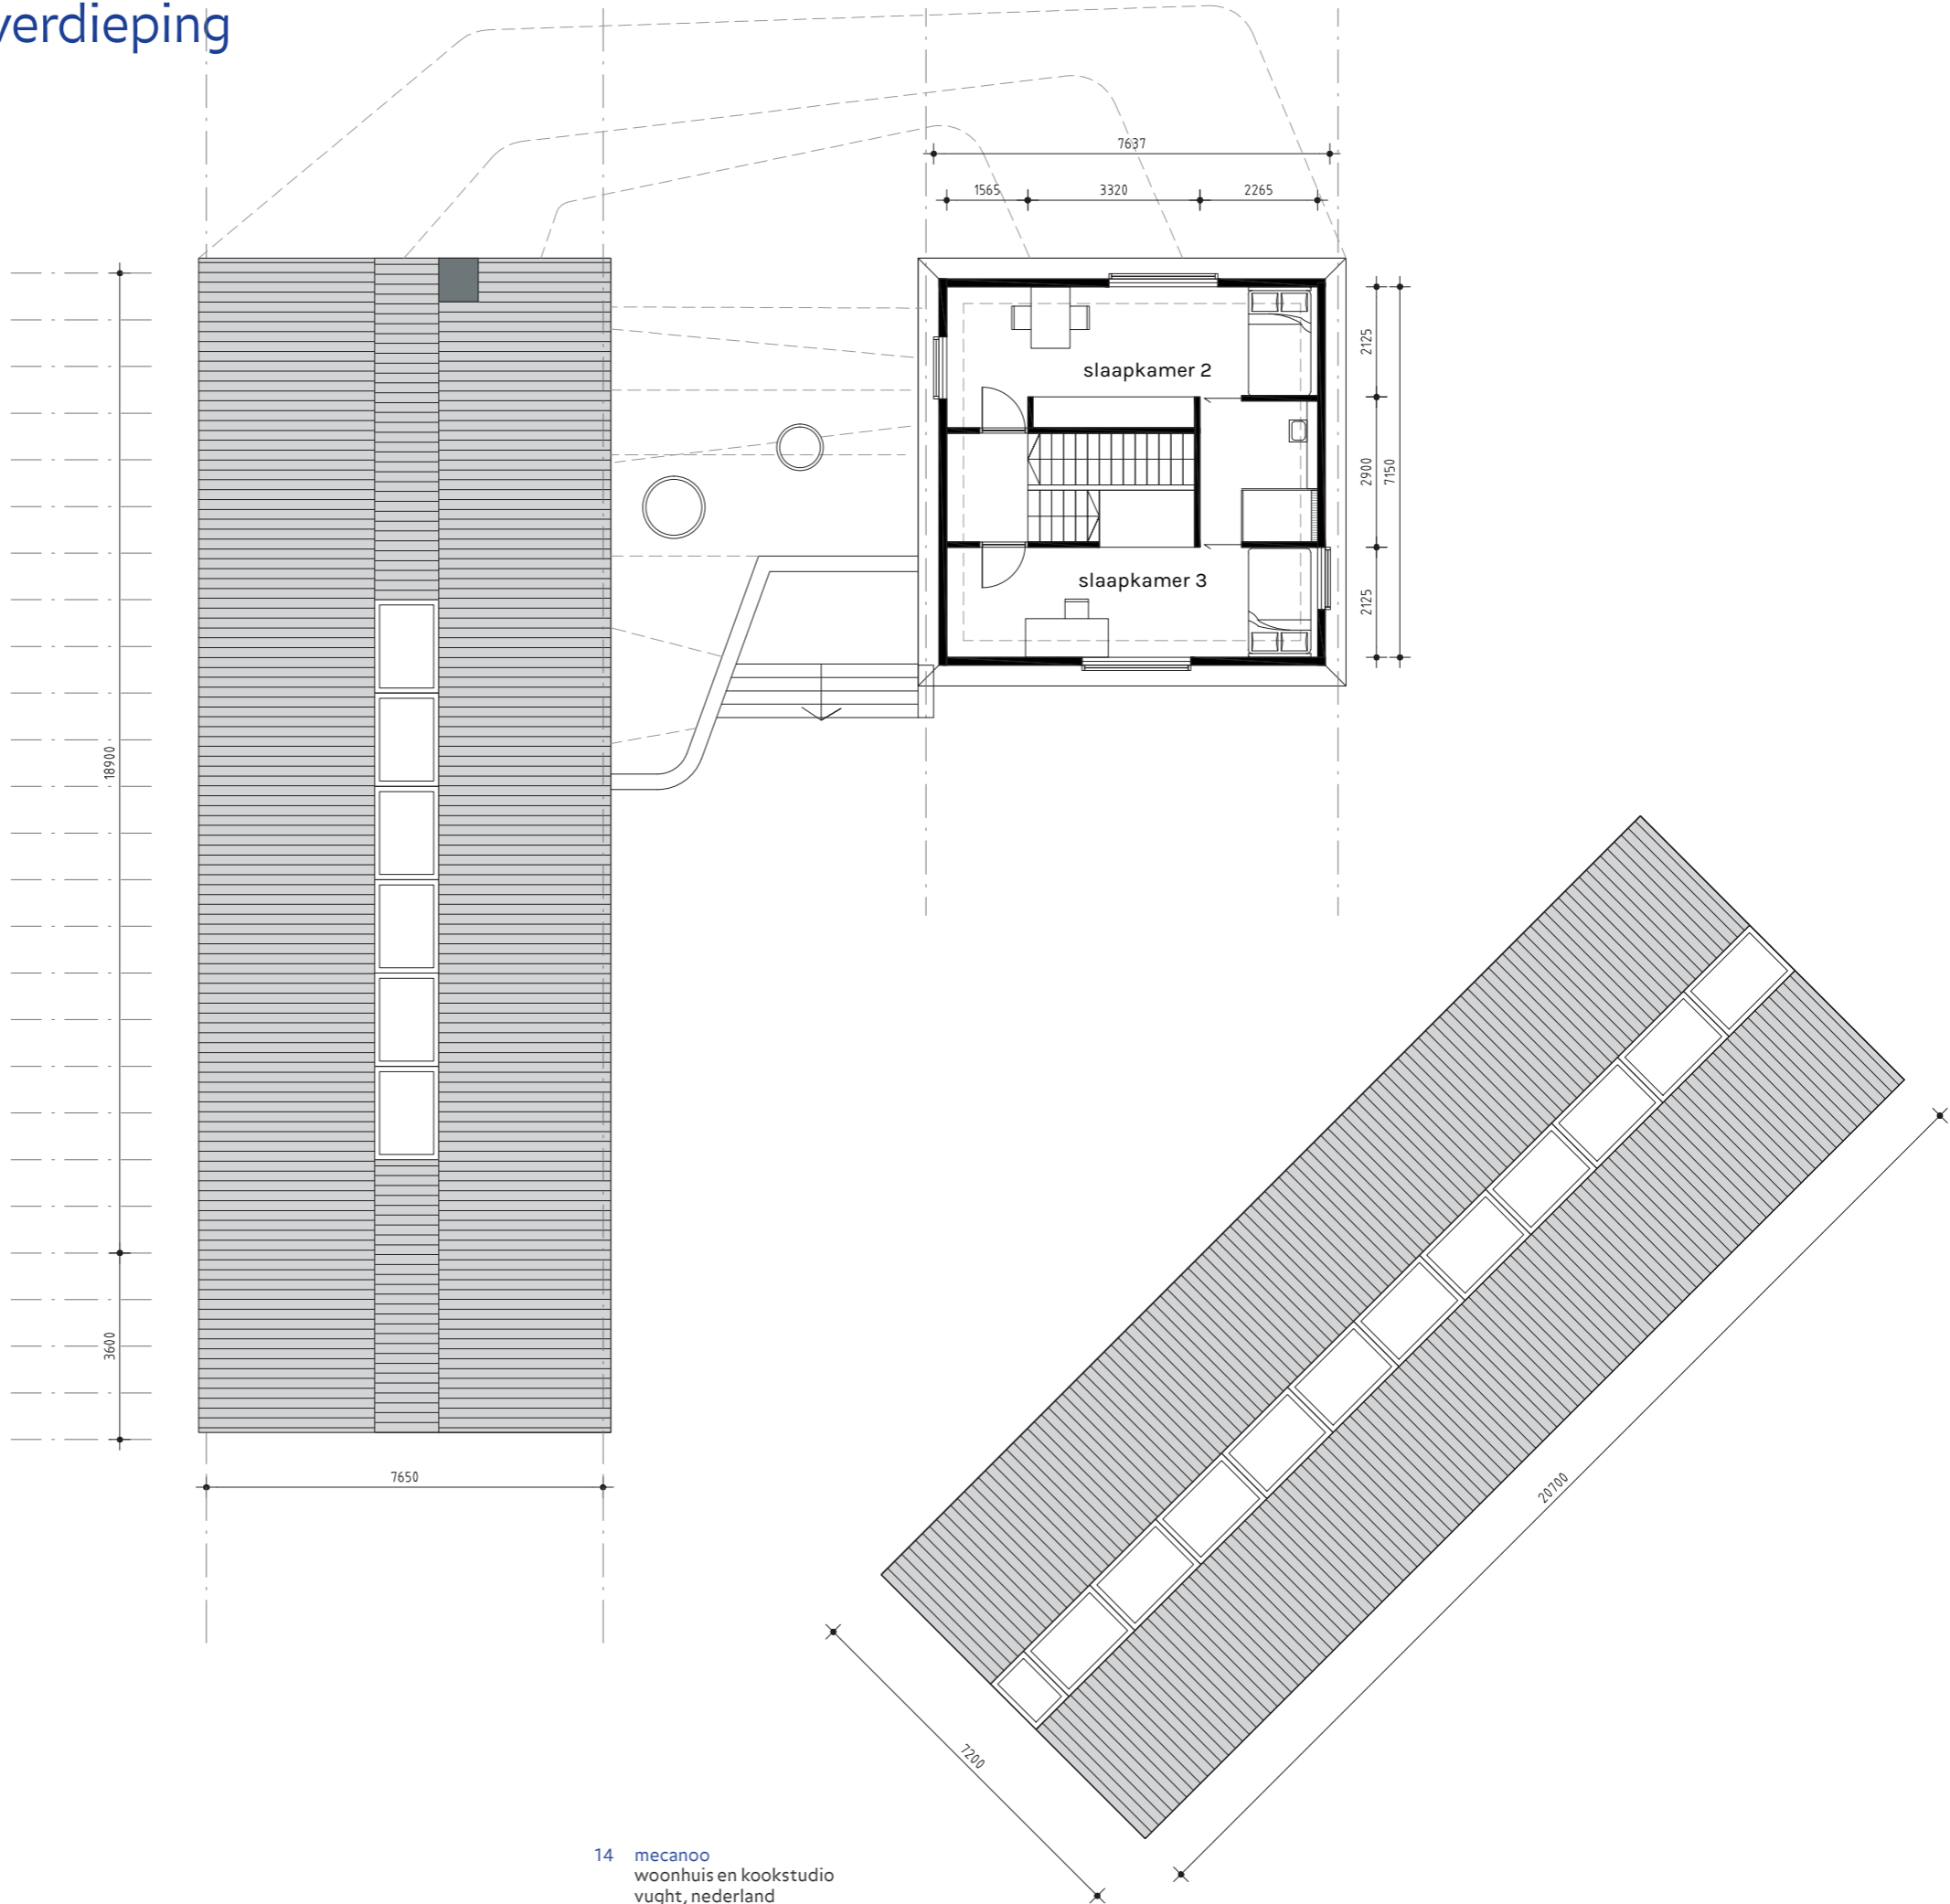 verdieping
7637
1565 3320 2265
slaapkamer 2
2125
2900
7150
slaapkamer 3
2125
18900
3600
7650
20700
7200
14 mecanoo
woonhuis en kookstudio
vught, nederland